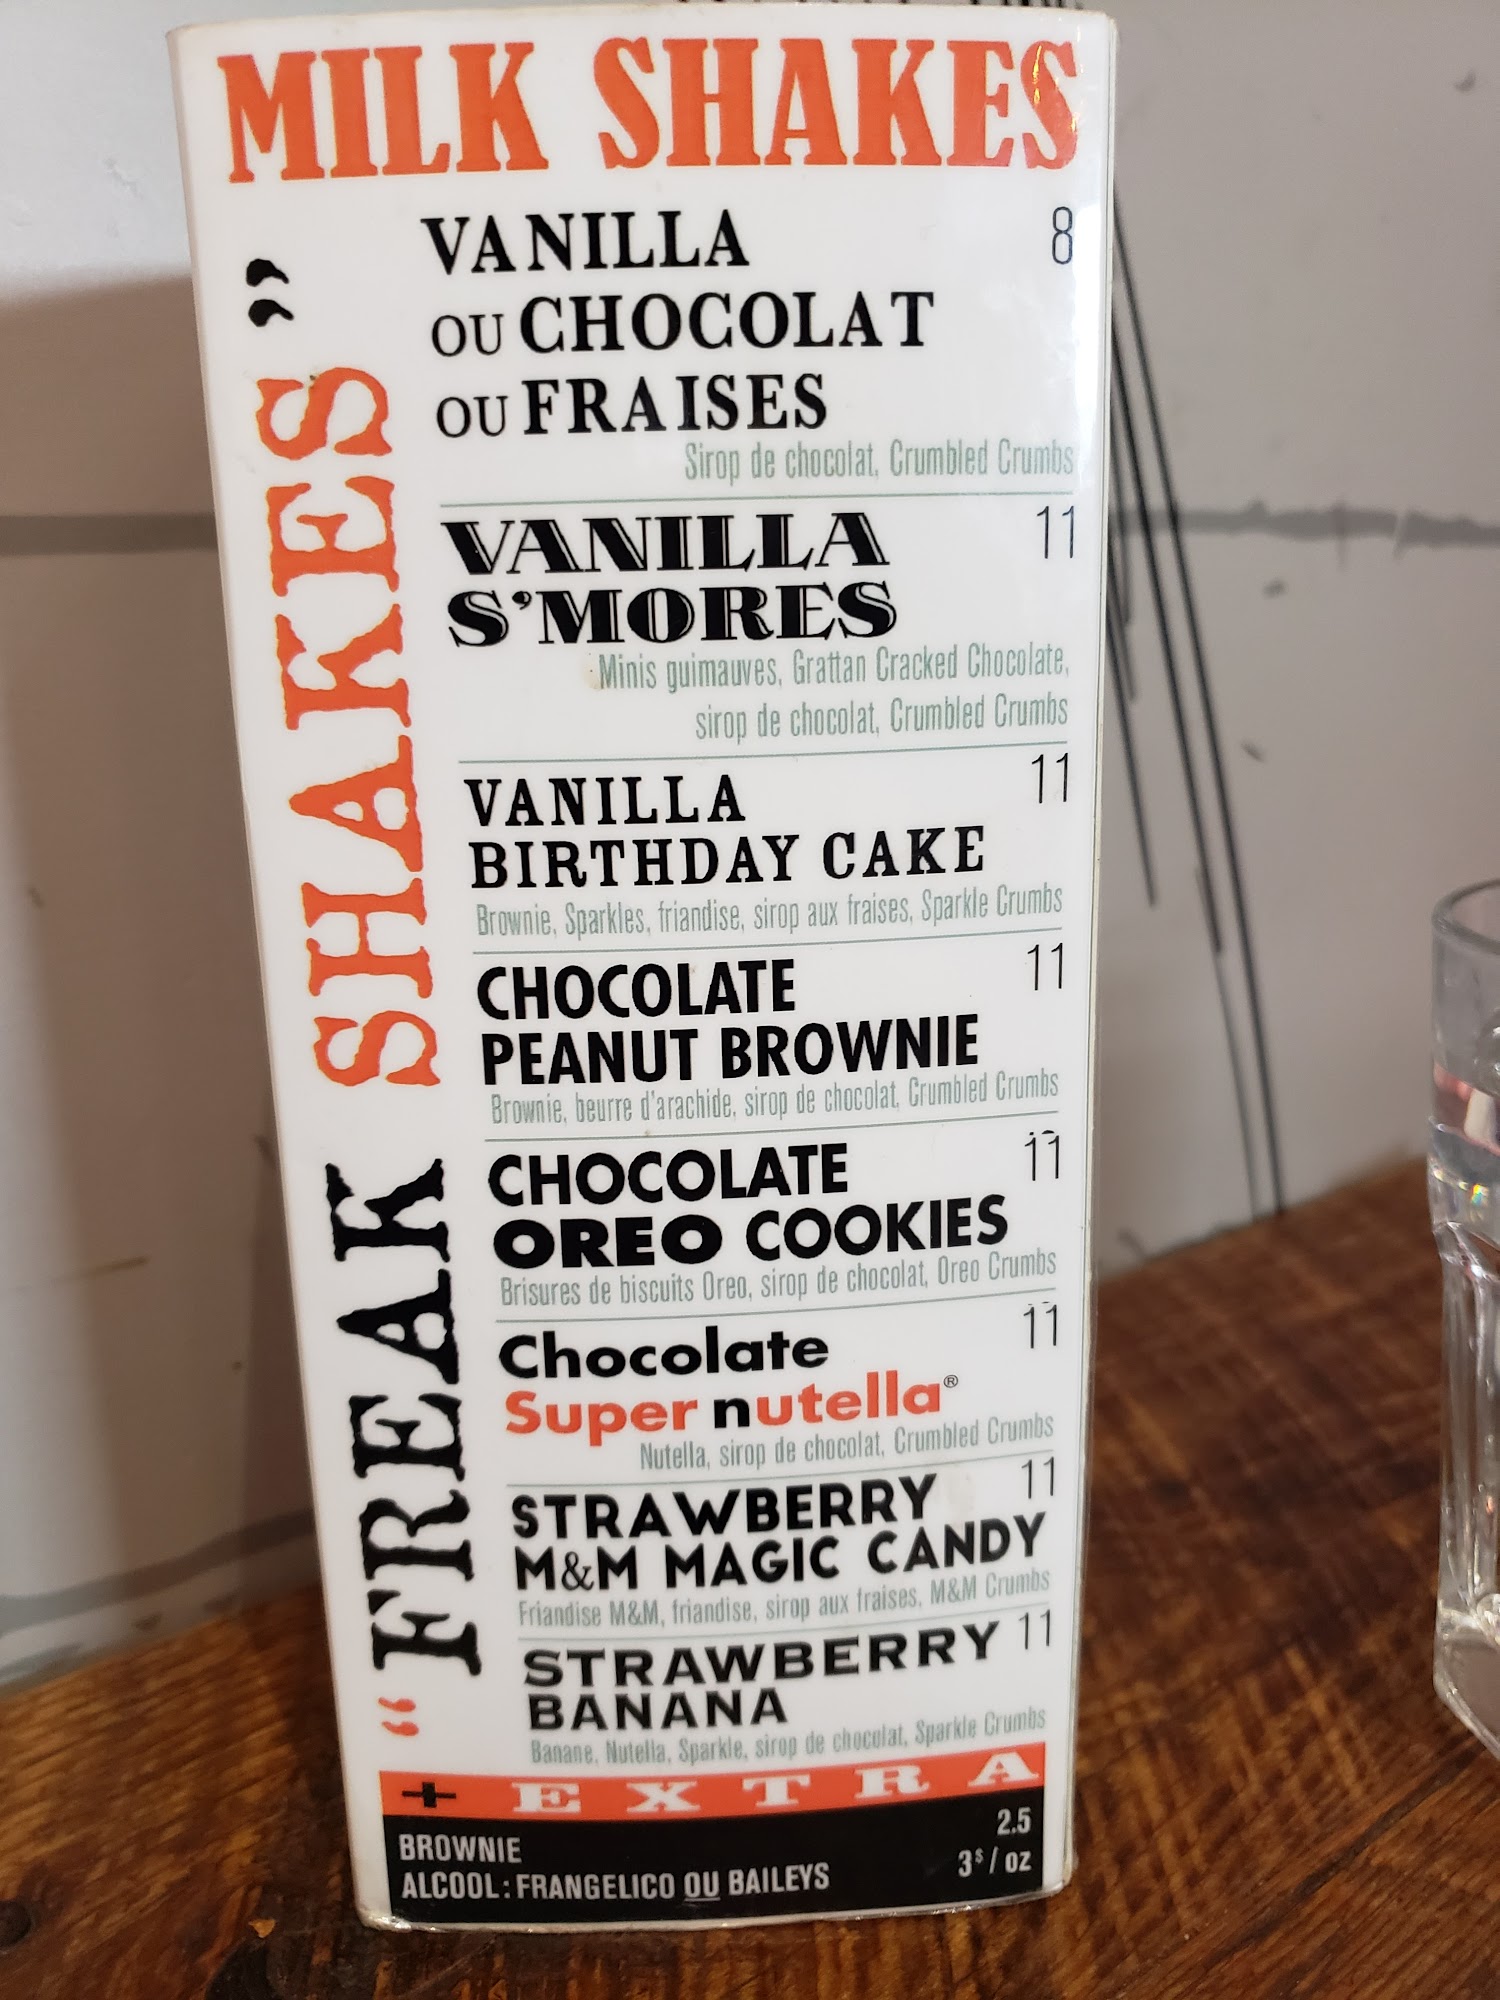 MILK SHAKES
"FREAK SHAKES"
VANILLA 8
OU CHOCOLAT
OU FRAISES
Sirop de chocolat, Crumbled Crumbs
VANILLA 11
S'MORES
Minis guimauves, Grattan Cracked Chocolate,
sirop de chocolat, Crumbled Crumbs
VANILLA 11
BIRTHDAY CAKE
Brownie, Sparkles, friandise, sirop aux fraises, Sparkle Crumbs
CHOCOLATE 11
PEANUT BROWNIE
Brownie, beurre d'arachide, sirop de chocolat, Crumbled Crumbs
CHOCOLATE 11
OREO COOKIES
Brisures de biscuits Oreo, sirop de chocolat, Oreo Crumbs
Chocolate 11
Super nutella®
Nutella, sirop de chocolat, Crumbled Crumbs
STRAWBERRY 11
M&M MAGIC CANDY
Friandise M&M, friandise, sirop aux fraises, M&M Crumbs
STRAWBERRY 11
BANANA
Banane, Nutella, Sparkle, sirop de chocolat, Sparkle Crumbs
+ EXTRA
BROWNIE 2.5
ALCOOL: FRANGELICO OU BAILEYS 3$/oz